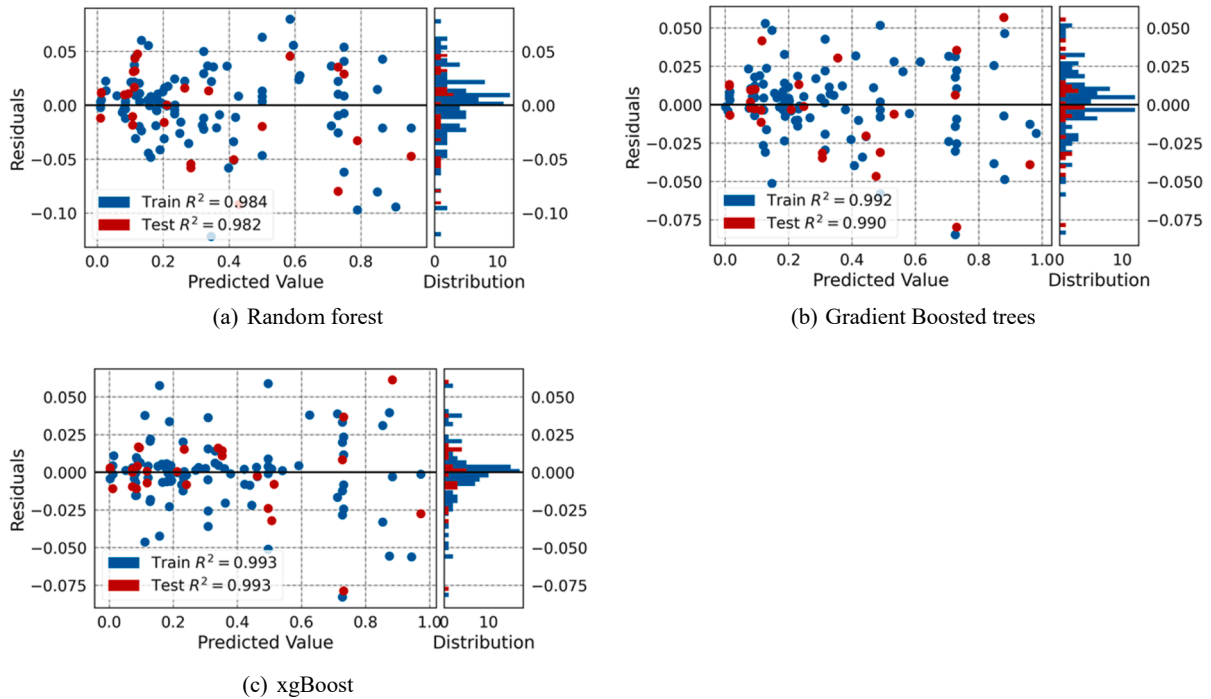 Residuals
0.05
0.00
−0.05
−0.10
Train R² = 0.984
Test R² = 0.982
0.05
0.00
−0.05
−0.10
0.0 0.2 0.4 0.6 0.8 0 10
Predicted Value Distribution
(a) Random forest
Residuals
0.050
0.025
0.000
−0.025
−0.050
−0.075
Train R² = 0.992
Test R² = 0.990
0.050
0.025
0.000
−0.025
−0.050
−0.075
0.0 0.2 0.4 0.6 0.8 1.0 0 10
Predicted Value Distribution
(b) Gradient Boosted trees
Residuals
0.050
0.025
0.000
−0.025
−0.050
−0.075
Train R² = 0.993
Test R² = 0.993
0.050
0.025
0.000
−0.025
−0.050
−0.075
0.0 0.2 0.4 0.6 0.8 1.0 0 10
Predicted Value Distribution
(c) xgBoost